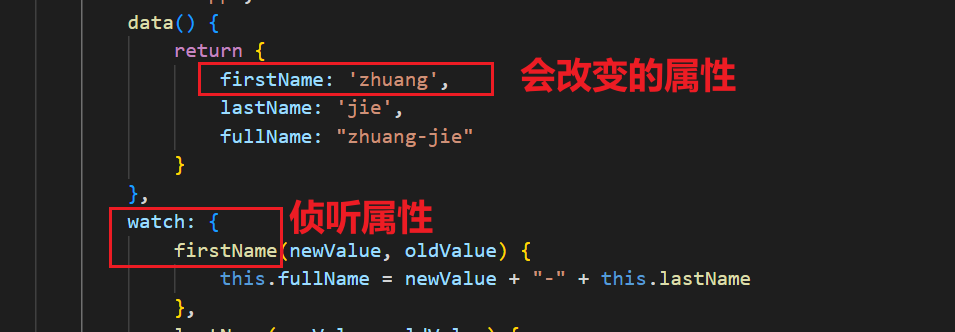 data() {
return {
firstName: 'zhuang', 会改变的属性
lastName: 'jie',
fullName: "zhuang-jie"
}
},
watch: { 侦听属性
firstName(newValue, oldValue) {
this.fullName = newValue + "-" + this.lastName
},